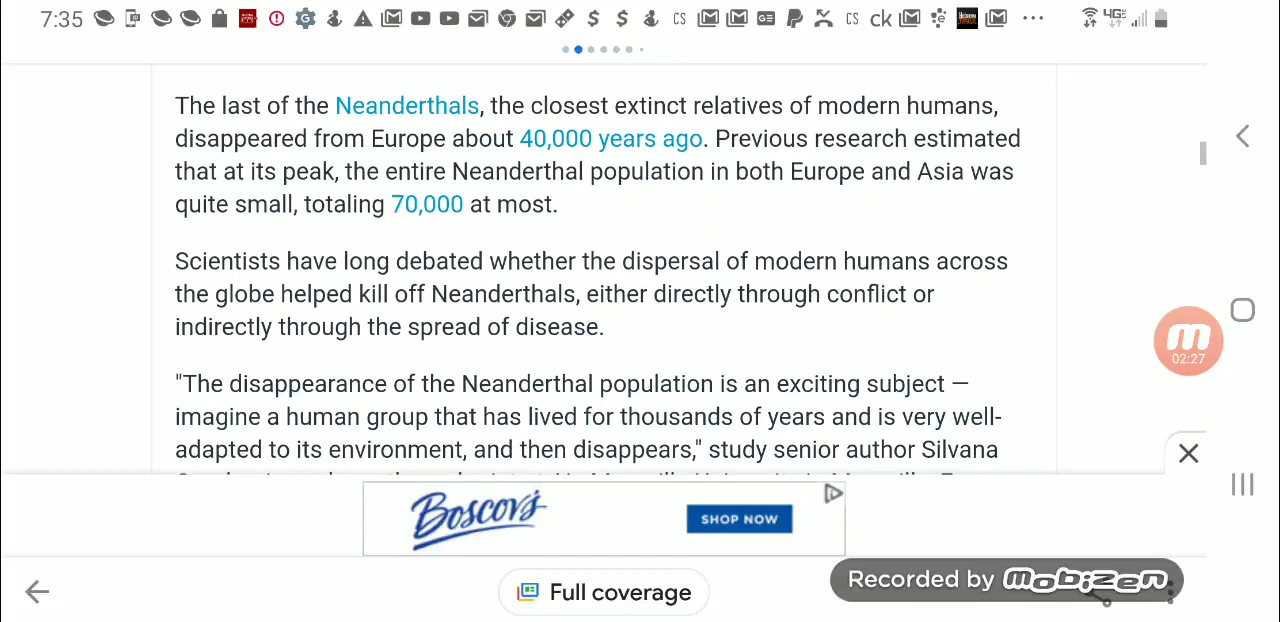 7:35 $ $ CS GE CS ck 4GE
The last of the Neanderthals, the closest extinct relatives of modern humans,
disappeared from Europe about 40,000 years ago. Previous research estimated
that at its peak, the entire Neanderthal population in both Europe and Asia was
quite small, totaling 70,000 at most.
Scientists have long debated whether the dispersal of modern humans across
the globe helped kill off Neanderthals, either directly through conflict or
indirectly through the spread of disease.
"The disappearance of the Neanderthal population is an exciting subject —
imagine a human group that has lived for thousands of years and is very well-
adapted to its environment, and then disappears," study senior author Silvana
m
02:27
Boscov's
SHOP NOW
Full coverage
Recorded by mobizen